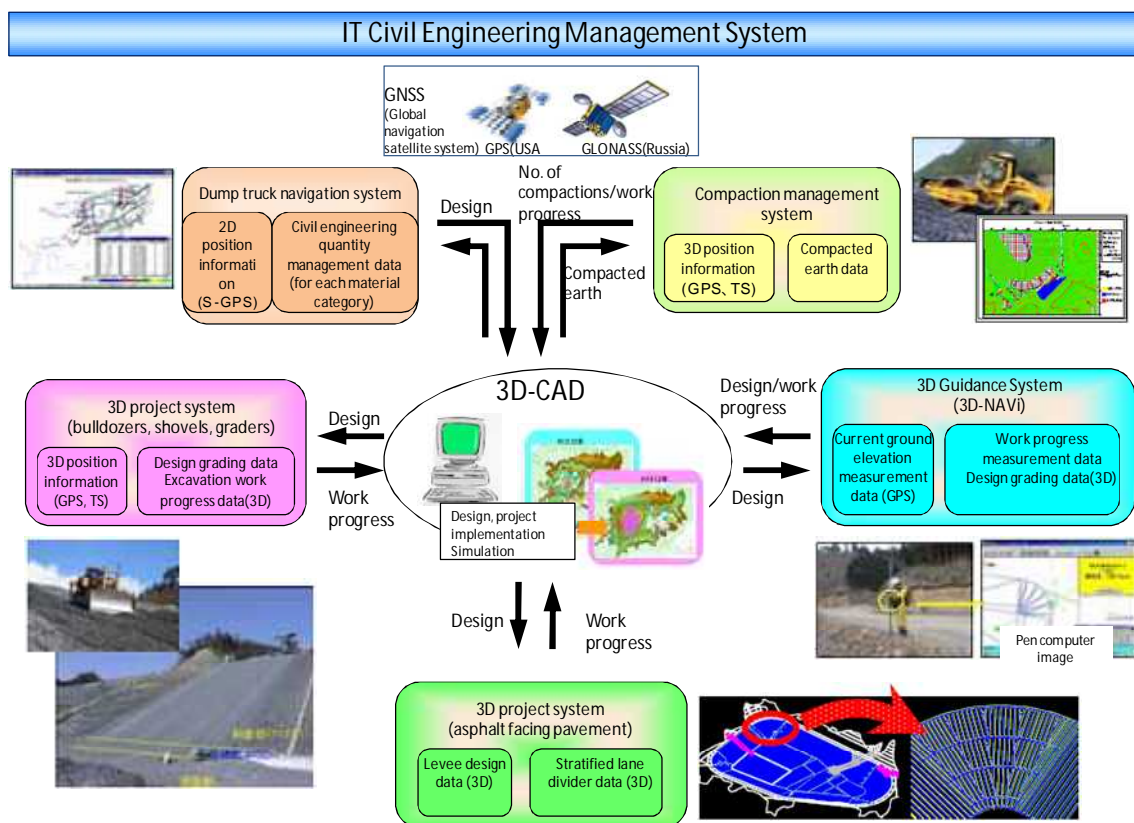 IT Civil Engineering Management System
GNSS
(Global
navigation
satellite system)
GPS(USA
GLONASS(Russia)
Dump truck navigation system
2D
position
informati
on
(S-GPS)
Civil engineering
quantity
management data
(for each material
category)
Design
No. of
compactions/work
progress
Compacted
earth
Compaction management
system
3D position
information
(GPS、TS)
Compacted
earth data
3D project system
(bulldozers, shovels, graders)
3D position
information
(GPS, TS)
Design grading data
Excavation work
progress data(3D)
Design
Work
progress
3D-CAD
Design, project
implementation
Simulation
Design/work
progress
Design
3D Guidance System
(3D-NAVi)
Current ground
elevation
measurement
data (GPS)
Work progress
measurement data
Design grading data(3D)
Pen computer
image
Design
Work
progress
3D project system
(asphalt facing pavement)
Levee design
data (3D)
Stratified lane
divider data (3D)